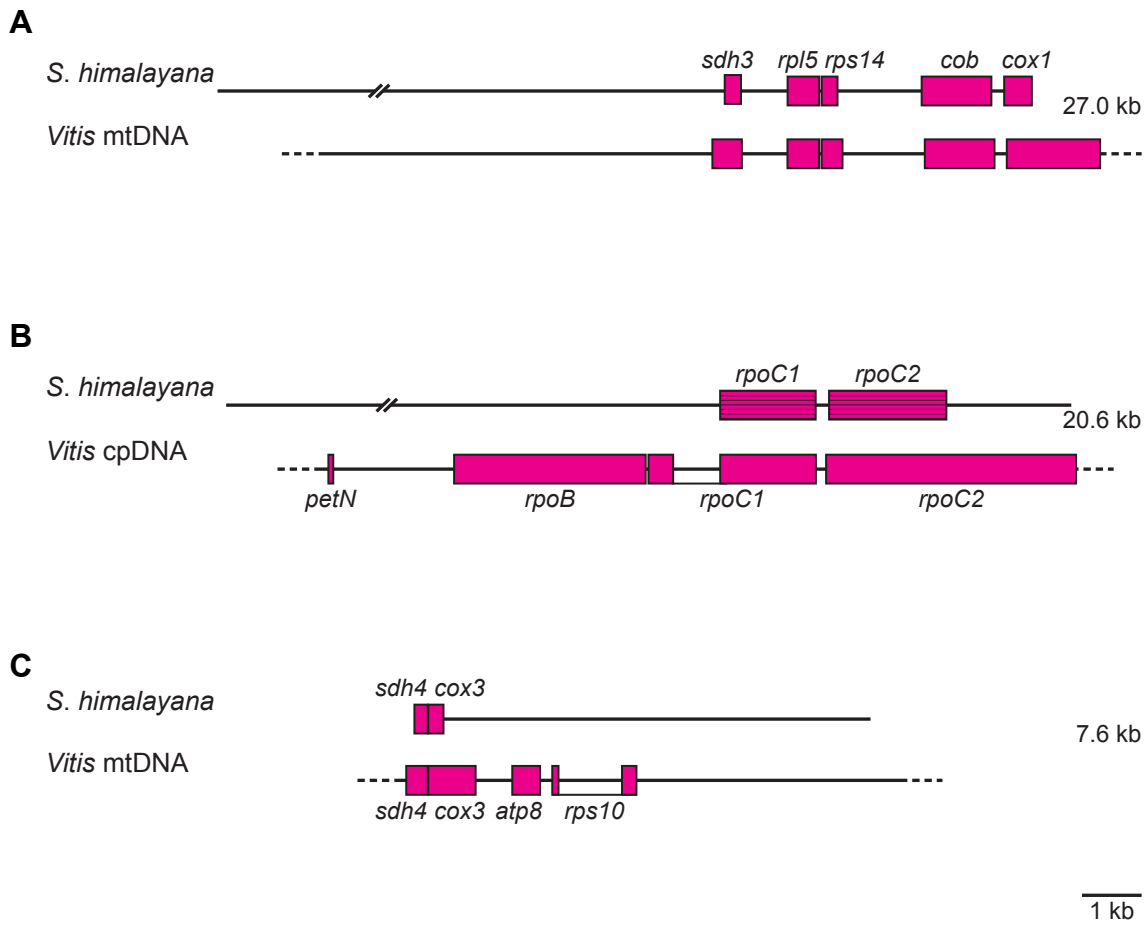 A
S. himalayana
sdh3 rpl5 rps14 cob cox1
27.0 kb
Vitis mtDNA
B
S. himalayana
rpoC1 rpoC2
20.6 kb
Vitis cpDNA
petN rpoB rpoC1 rpoC2
C
S. himalayana
sdh4 cox3
7.6 kb
Vitis mtDNA
sdh4 cox3 atp8 rps10
1 kb